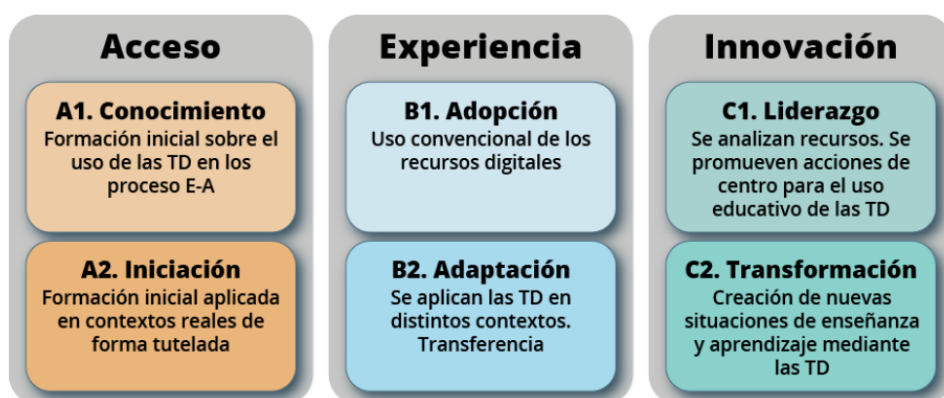 Acceso
A1. Conocimiento
Formación inicial sobre el
uso de las TD en los
proceso E-A
A2. Iniciación
Formación inicial aplicada
en contextos reales de
forma tutelada
Experiencia
B1. Adopción
Uso convencional de los
recursos digitales
B2. Adaptación
Se aplican las TD en
distintos contextos.
Transferencia
Innovación
C1. Liderazgo
Se analizan recursos. Se
promueven acciones de
centro para el uso
educativo de las TD
C2. Transformación
Creación de nuevas
situaciones de enseñanza
y aprendizaje mediante
las TD